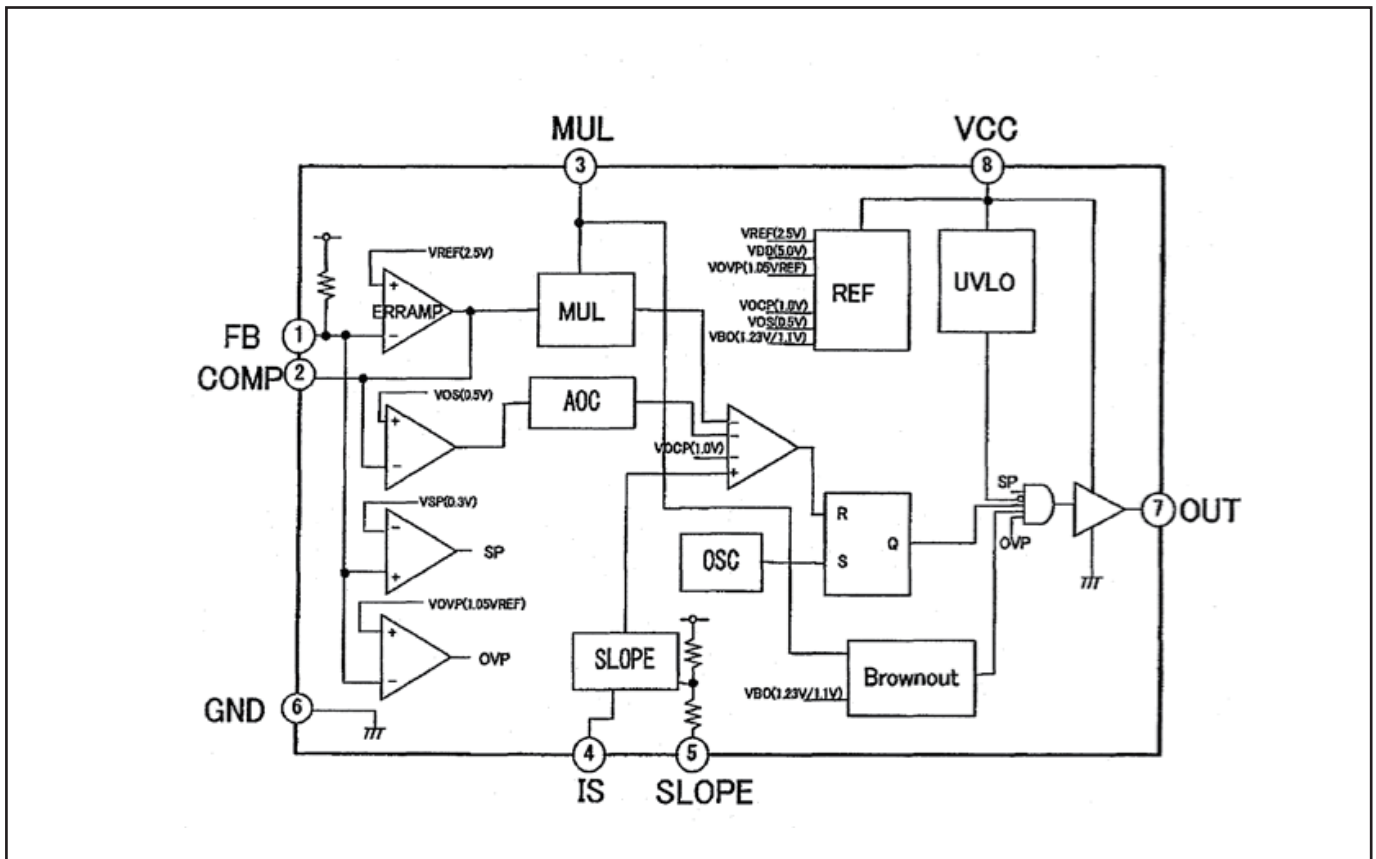 MUL
3
VCC
8
VREF(2.5V)
+
ERRAMP
-
FB
1
COMP
2
MUL
VREF(2.5V)
VDD(5.0V)
VOVP(1.05VREF)
VOCP(1.0V)
VOS(0.5V)
VBO(1.23V/1.1V)
REF
UVLO
VOS(0.5V)
+
-
AOC
VOCP(1.0V)
-
-
-
+
VSP(0.3V)
-
+
SP
VOVP(1.05VREF)
+
-
OVP
OSC
R
S
Q
SP
OVP
7
OUT
SLOPE
VBO(1.23V/1.1V)
Brownout
GND
6
4
IS
5
SLOPE